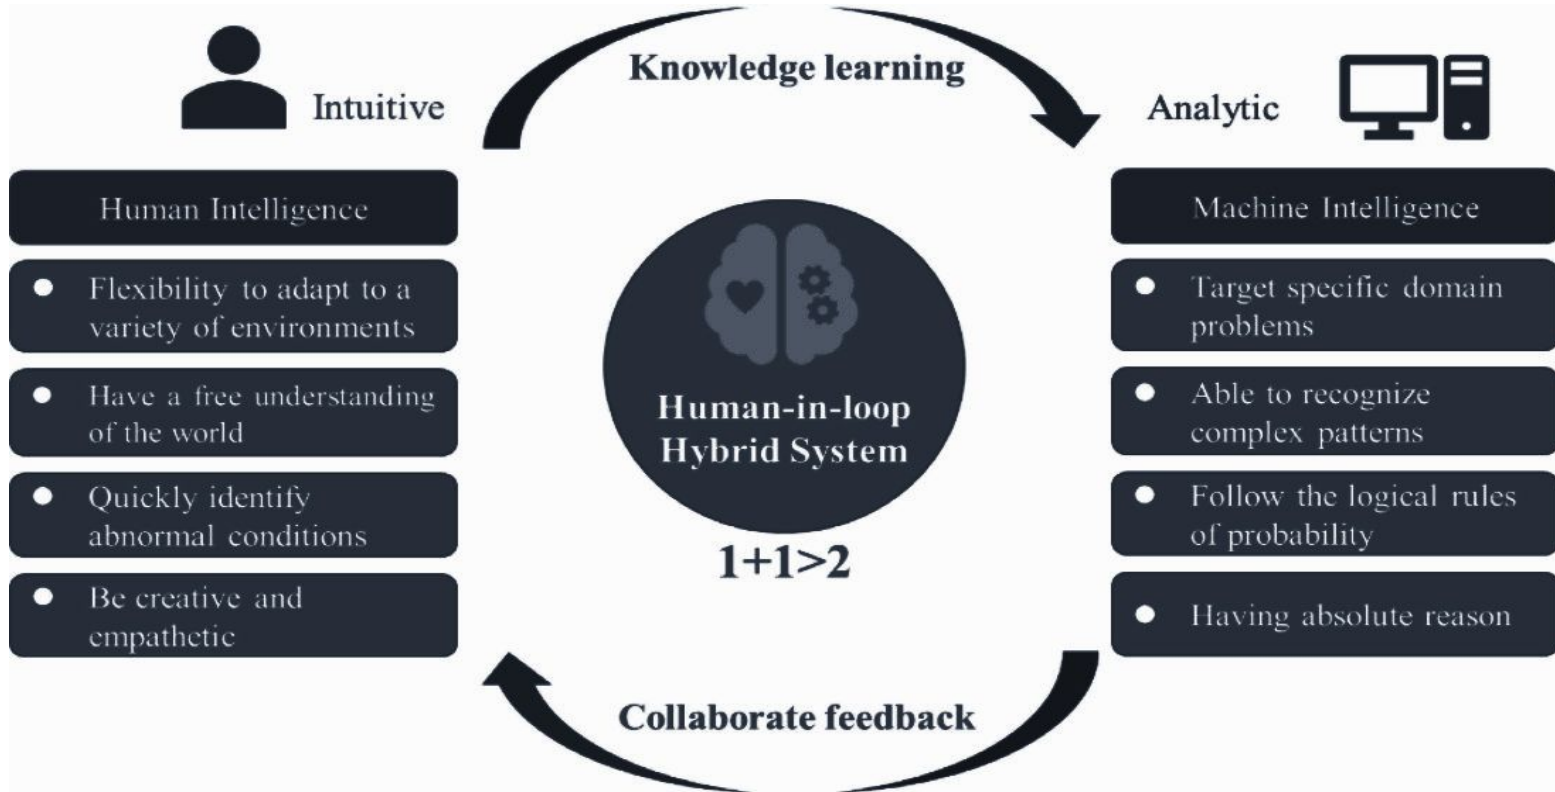 Knowledge learning
Intuitive
Human Intelligence
Flexibility to adapt to a
variety of environments
Have a free understanding
of the world
Quickly identify
abnormal conditions
Be creative and
empathetic
Human-in-loop
Hybrid System
1+1>2
Analytic
Machine Intelligence
Target specific domain
problems
Able to recognize
complex patterns
Follow the logical rules
of probability
Having absolute reason
Collaborate feedback